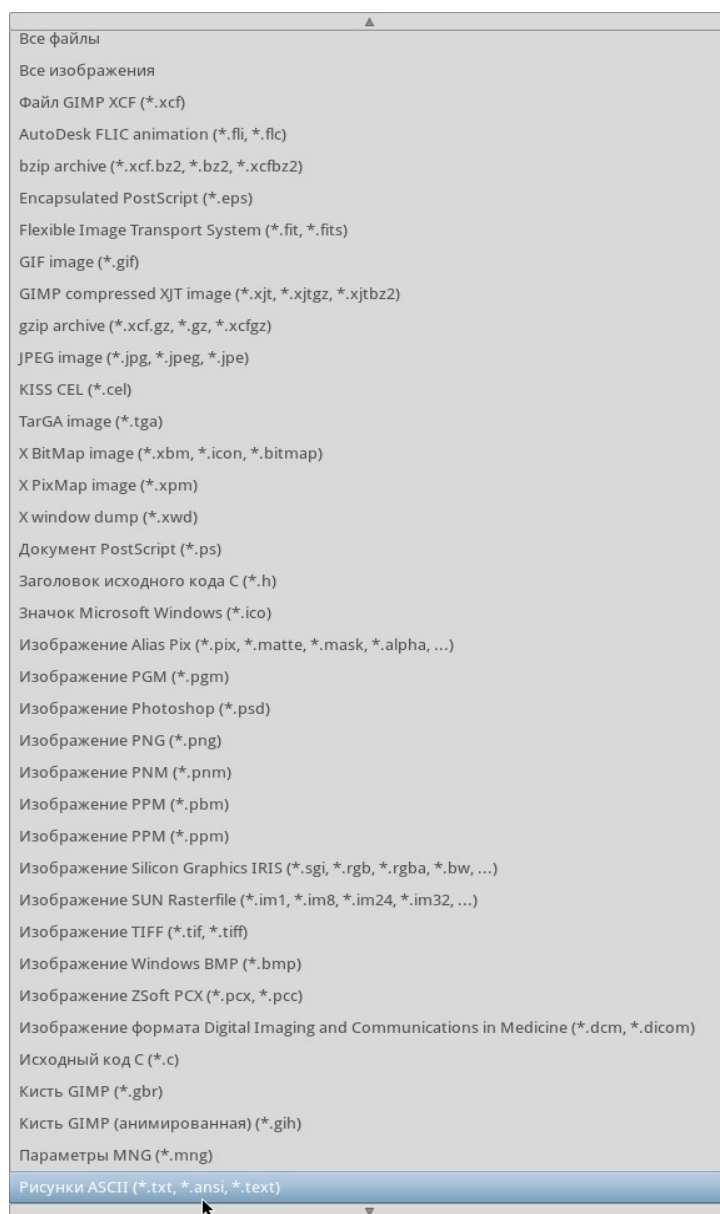 Все файлы
Все изображения
Файл GIMP XCF (*.xcf)
AutoDesk FLIC animation (*.fli, *.flc)
bzip archive (*.xcf.bz2, *.bz2, *.xcfbz2)
Encapsulated PostScript (*.eps)
Flexible Image Transport System (*.fit, *.fits)
GIF image (*.gif)
GIMP compressed XJT image (*.xjt, *.xjtgz, *.xjtbz2)
gzip archive (*.xcf.gz, *.gz, *.xcfgz)
JPEG image (*.jpg, *.jpeg, *.jpe)
KISS CEL (*.cel)
TarGA image (*.tga)
X BitMap image (*.xbm, *.icon, *.bitmap)
X PixMap image (*.xpm)
X window dump (*.xwd)
Документ PostScript (*.ps)
Заголовок исходного кода C (*.h)
Значок Microsoft Windows (*.ico)
Изображение Alias Pix (*.pix, *.matte, *.mask, *.alpha, ...)
Изображение PGM (*.pgm)
Изображение Photoshop (*.psd)
Изображение PNG (*.png)
Изображение PNM (*.pnm)
Изображение PPM (*.pbm)
Изображение PPM (*.ppm)
Изображение Silicon Graphics IRIS (*.sgi, *.rgb, *.rgba, *.bw, ...)
Изображение SUN Rasterfile (*.im1, *.im8, *.im24, *.im32, ...)
Изображение TIFF (*.tif, *.tiff)
Изображение Windows BMP (*.bmp)
Изображение ZSoft PCX (*.pcx, *.pcc)
Изображение формата Digital Imaging and Communications in Medicine (*.dcm, *.dicom)
Исходный код C (*.c)
Кисть GIMP (*.gbr)
Кисть GIMP (анимированная) (*.gih)
Параметры MNG (*.mng)
Рисунки ASCII (*.txt, *.ansi, *.text)